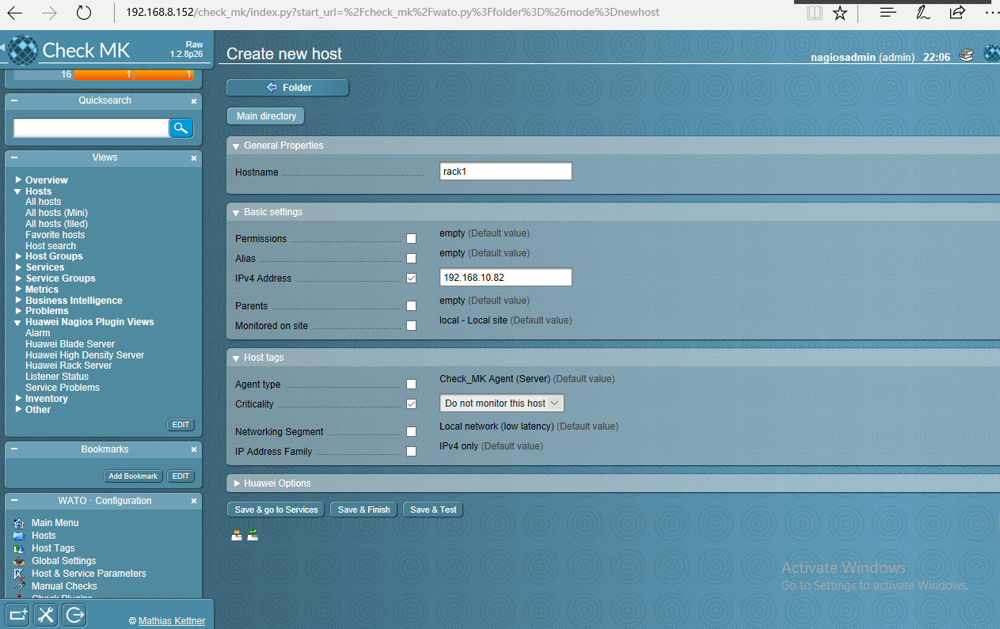 192.168.8.152/check_mk/index.py?start_url=%2Fcheck_mk%2Fwato.py%3Ffolder%3D%26mode%3Dnewhost
Check MK
Raw
1.2.8p26
16 1 1
Quicksearch
Views
Overview
Hosts
All hosts
All hosts (Mini)
All hosts (tiled)
Favorite hosts
Host search
Host Groups
Services
Service Groups
Metrics
Business Intelligence
Problems
Huawei Nagios Plugin Views
Alarm
Huawei Blade Server
Huawei High Density Server
Huawei Rack Server
Listener Status
Service Problems
Inventory
Other
EDIT
Bookmarks
Add Bookmark EDIT
WATO · Configuration
Main Menu
Hosts
Host Tags
Global Settings
Host & Service Parameters
Manual Checks
Check Plugins
© Mathias Kettner
Create new host
nagiosadmin (admin) 22:06
Folder
Main directory
General Properties
Hostname rack1
Basic settings
Permissions empty (Default value)
Alias empty (Default value)
IPv4 Address 192.168.10.82
Parents empty (Default value)
Monitored on site local - Local site (Default value)
Host tags
Agent type Check_MK Agent (Server) (Default value)
Criticality Do not monitor this host
Networking Segment Local network (low latency) (Default value)
IP Address Family IPv4 only (Default value)
Huawei Options
Save & go to Services Save & Finish Save & Test
Activate Windows
Go to Settings to activate Windows.